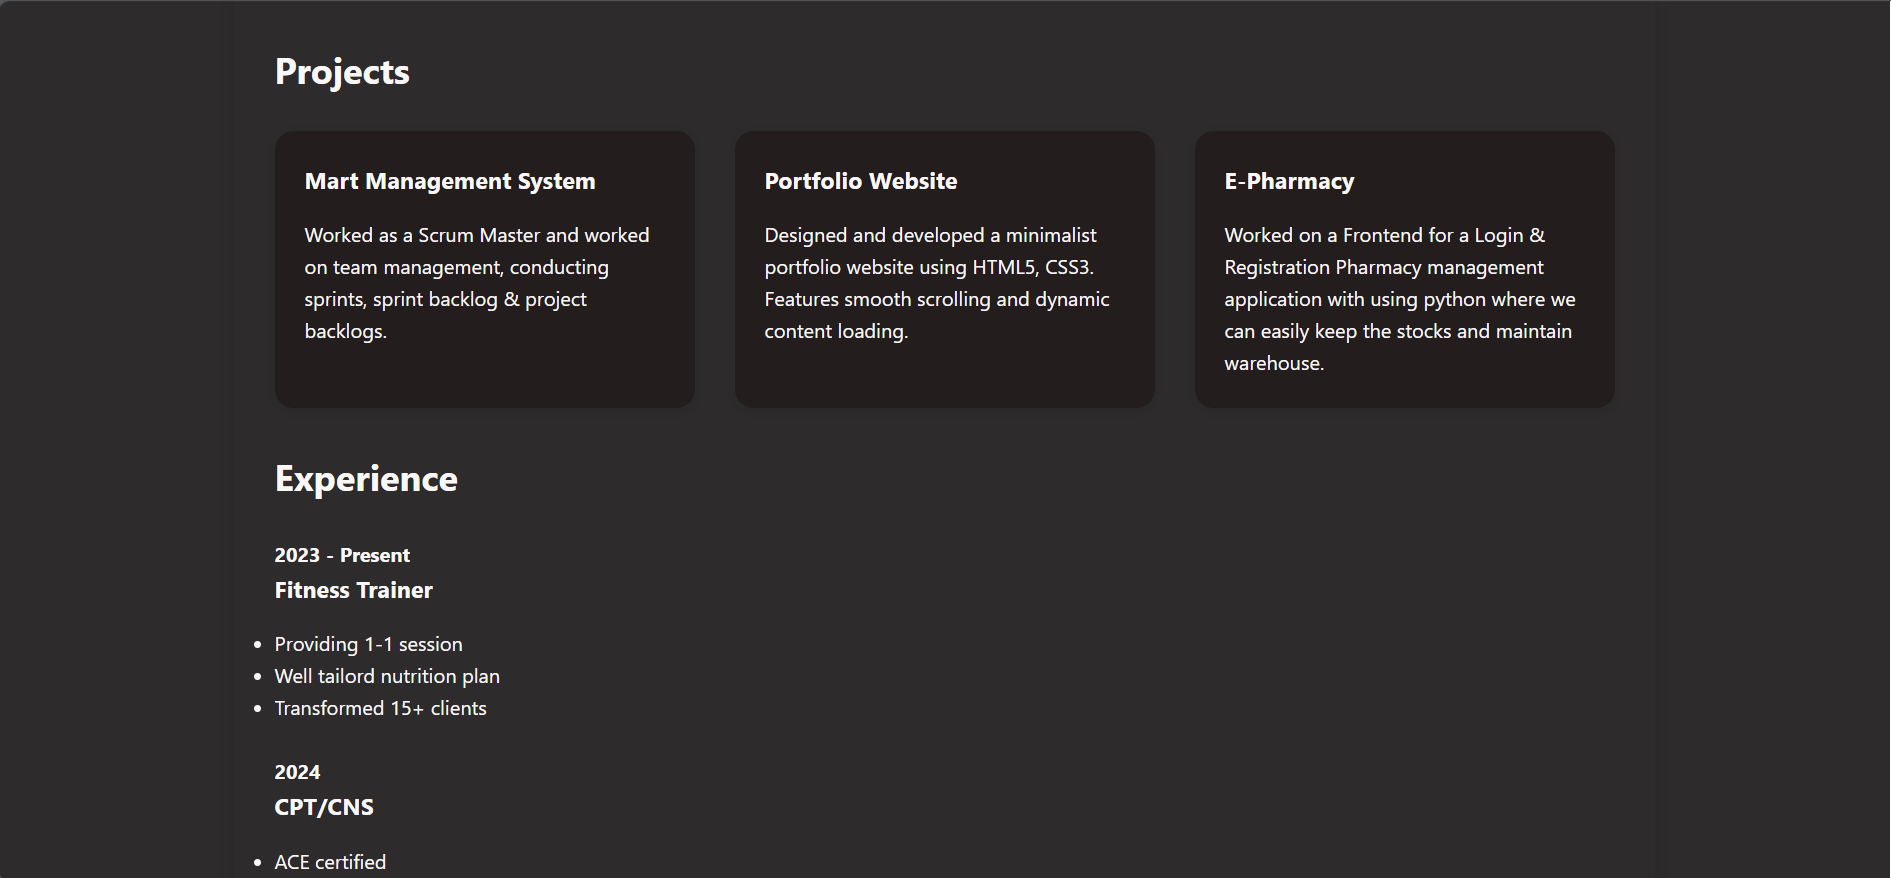 Projects
Mart Management System
Worked as a Scrum Master and worked
on team management, conducting
sprints, sprint backlog & project
backlogs.
Portfolio Website
Designed and developed a minimalist
portfolio website using HTML5, CSS3.
Features smooth scrolling and dynamic
content loading.
E-Pharmacy
Worked on a Frontend for a Login &
Registration Pharmacy management
application with using python where we
can easily keep the stocks and maintain
warehouse.
Experience
2023 - Present
Fitness Trainer
• Providing 1-1 session
• Well tailord nutrition plan
• Transformed 15+ clients
2024
CPT/CNS
• ACE certified